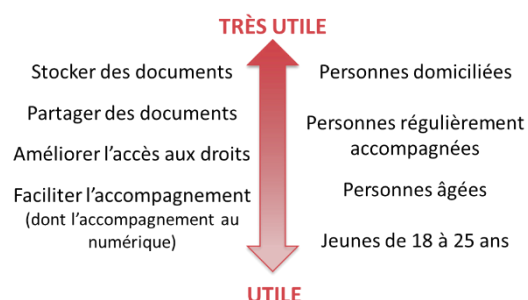 TRÈS UTILE
Stocker des documents
Partager des documents
Améliorer l’accès aux droits
Faciliter l’accompagnement
(dont l’accompagnement au
numérique)
Personnes domiciliées
Personnes régulièrement
accompagnées
Personnes âgées
Jeunes de 18 à 25 ans
UTILE